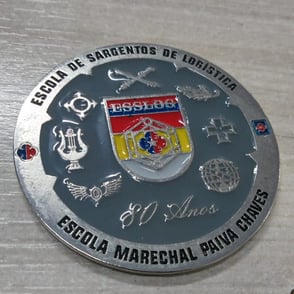 ESCOLA DE SARGENTOS DE LOGÍSTICA
ESSLOG
80 Anos
ESCOLA MARECHAL PAIVA CHAVES